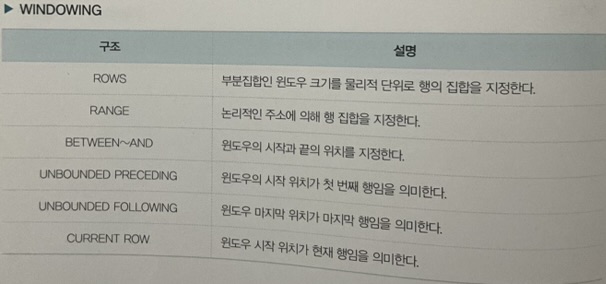 ▶ WINDOWING
구조 설명
ROWS 부분집합인 윈도우 크기를 물리적 단위로 행의 집합을 지정한다.
RANGE 논리적인 주소에 의해 행 집합을 지정한다.
BETWEEN~AND 윈도우의 시작과 끝의 위치를 지정한다.
UNBOUNDED PRECEDING 윈도우의 시작 위치가 첫 번째 행임을 의미한다.
UNBOUNDED FOLLOWING 윈도우 마지막 위치가 마지막 행임을 의미한다.
CURRENT ROW 윈도우 시작 위치가 현재 행임을 의미한다.